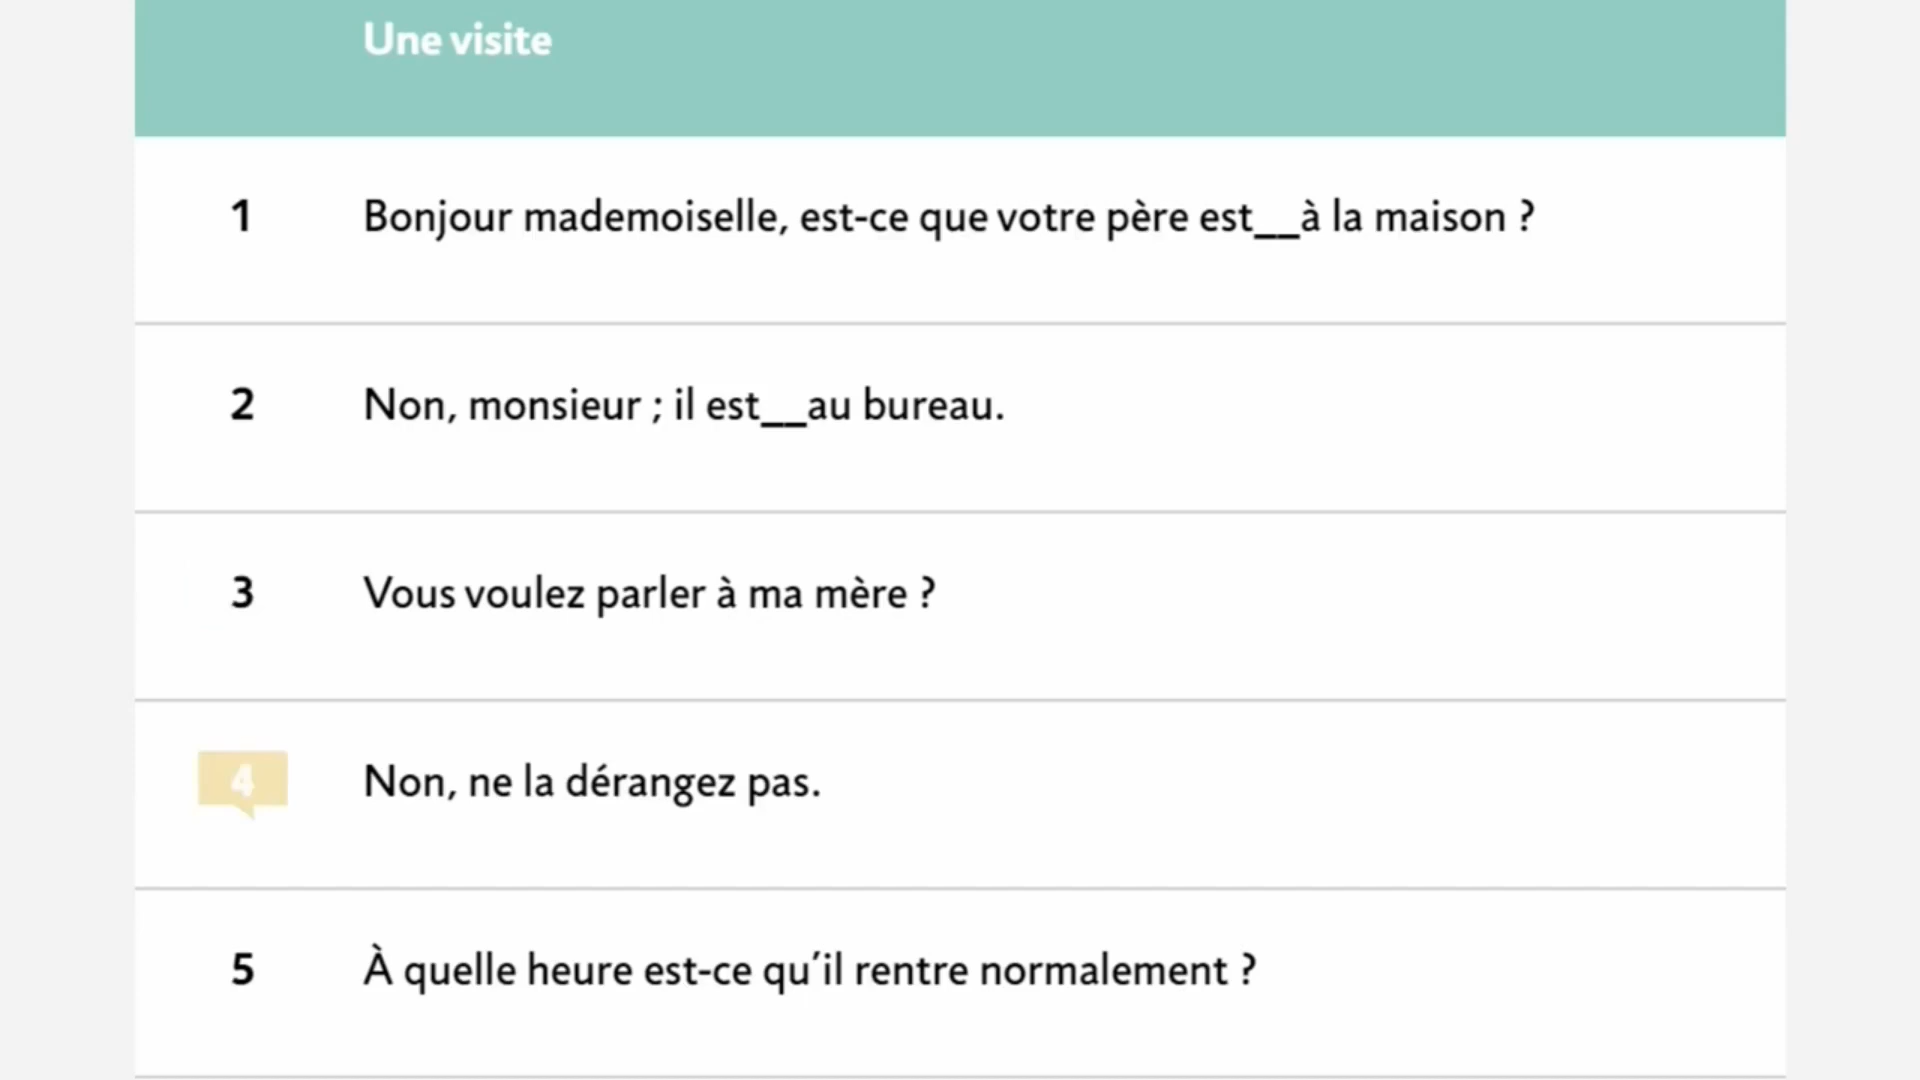 Une visite
1 Bonjour mademoiselle, est-ce que votre père est__à la maison ?
2 Non, monsieur ; il est__au bureau.
3 Vous voulez parler à ma mère ?
4 Non, ne la dérangez pas.
5 À quelle heure est-ce qu'il rentre normalement ?